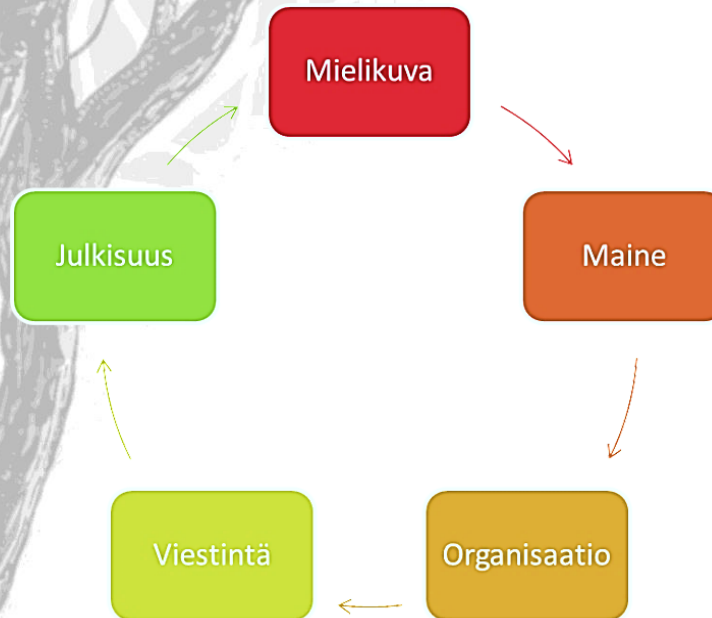 Mielikuva
Maine
Organisaatio
Viestintä
Julkisuus